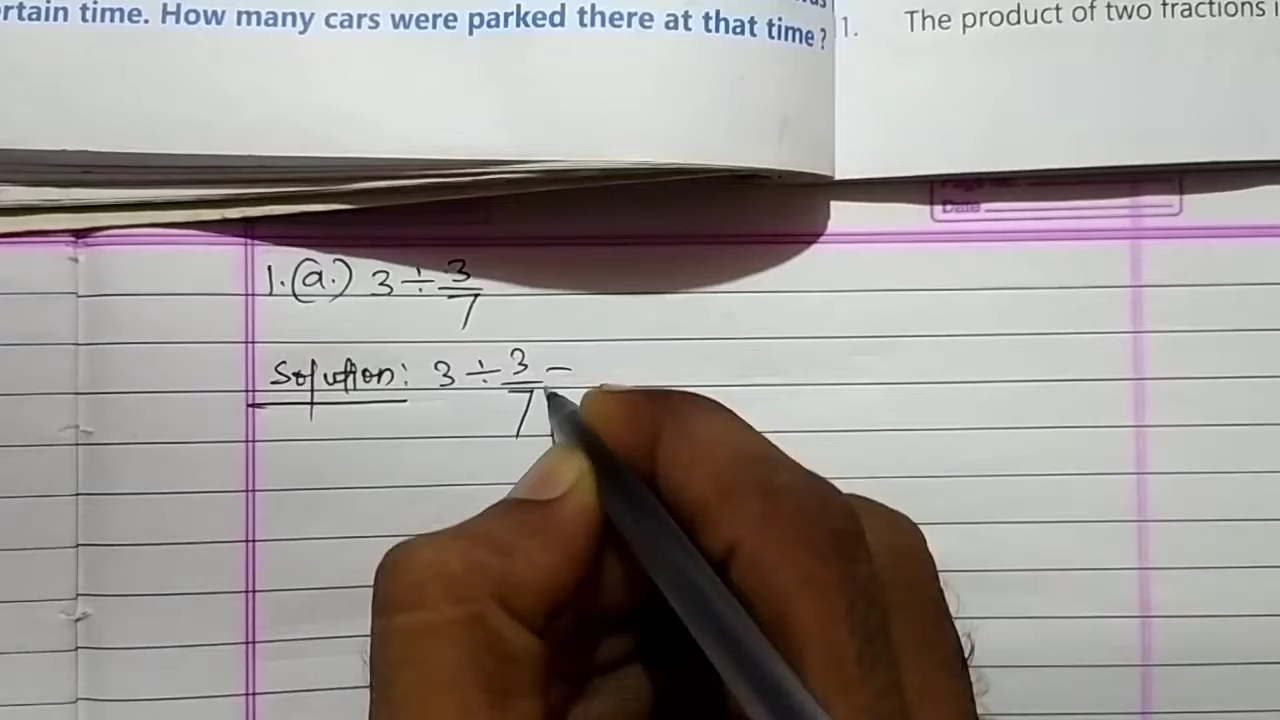 rtain time. How many cars were parked there at that time?
1. The product of two fractions i
Date
1.(a.) 3 ÷ 3/7
Solution: 3 ÷ 3/7 =